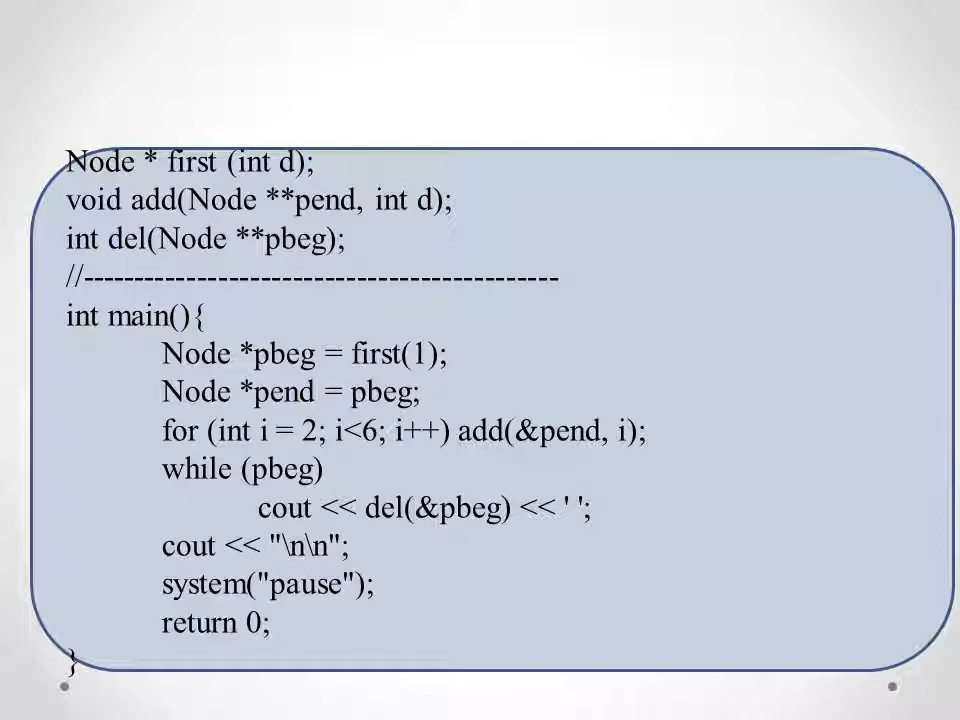 Node * first (int d);
void add(Node **pend, int d);
int del(Node **pbeg);
//-----------------------------------------------
int main(){
Node *pbeg = first(1);
Node *pend = pbeg;
for (int i = 2; i<6; i++) add(&pend, i);
while (pbeg)
cout << del(&pbeg) << ' ';
cout << "\n\n";
system("pause");
return 0;
}